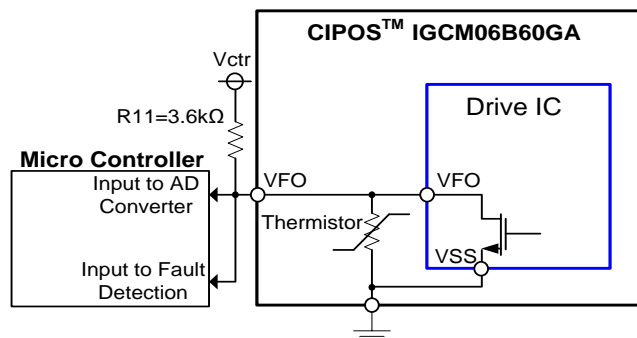 CIPOS™ IGCM06B60GA
Vctr
Drive IC
R11=3.6kΩ
Micro Controller
Input to AD
Converter
VFO
VFO
Thermistor
VSS
Input to Fault
Detection